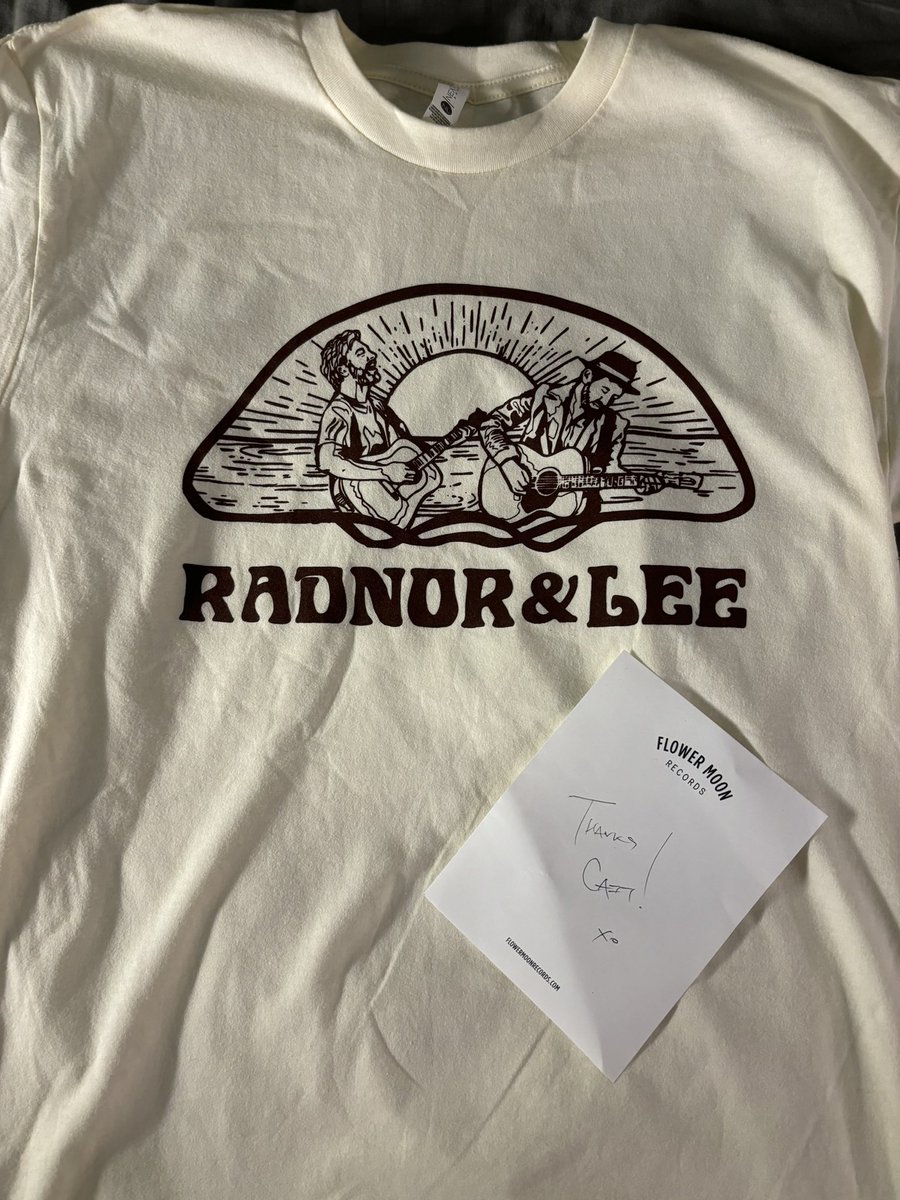 RADNOR & LEE
FLOWER MOON
RECORDS
THANKS
CAIT!
xo
FLOWERMOONRECORDS.COM